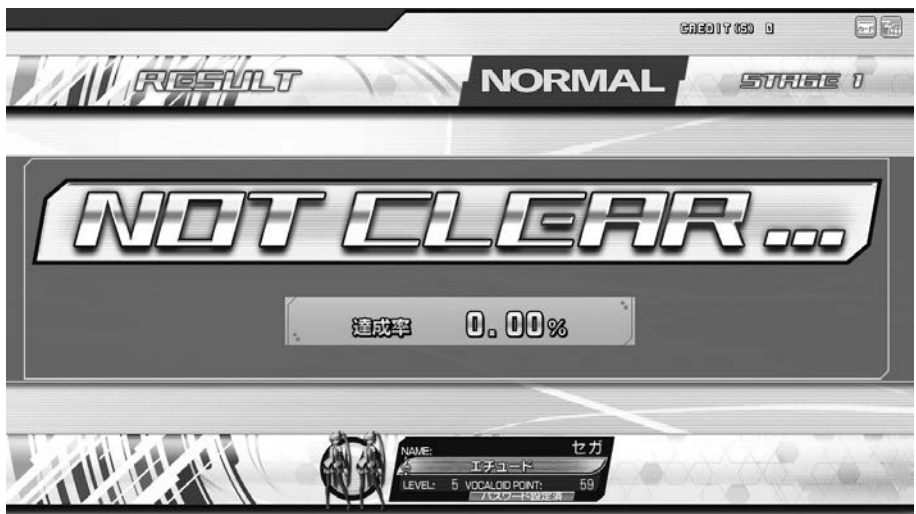 CREDIT(S) 0
RESULT
NORMAL
STAGE 1
NOT CLEAR...
達成率 0.00%
NAME: セガ
エチュード
LEVEL: 5 VOCALOID POINT: 59
パスワード設定済